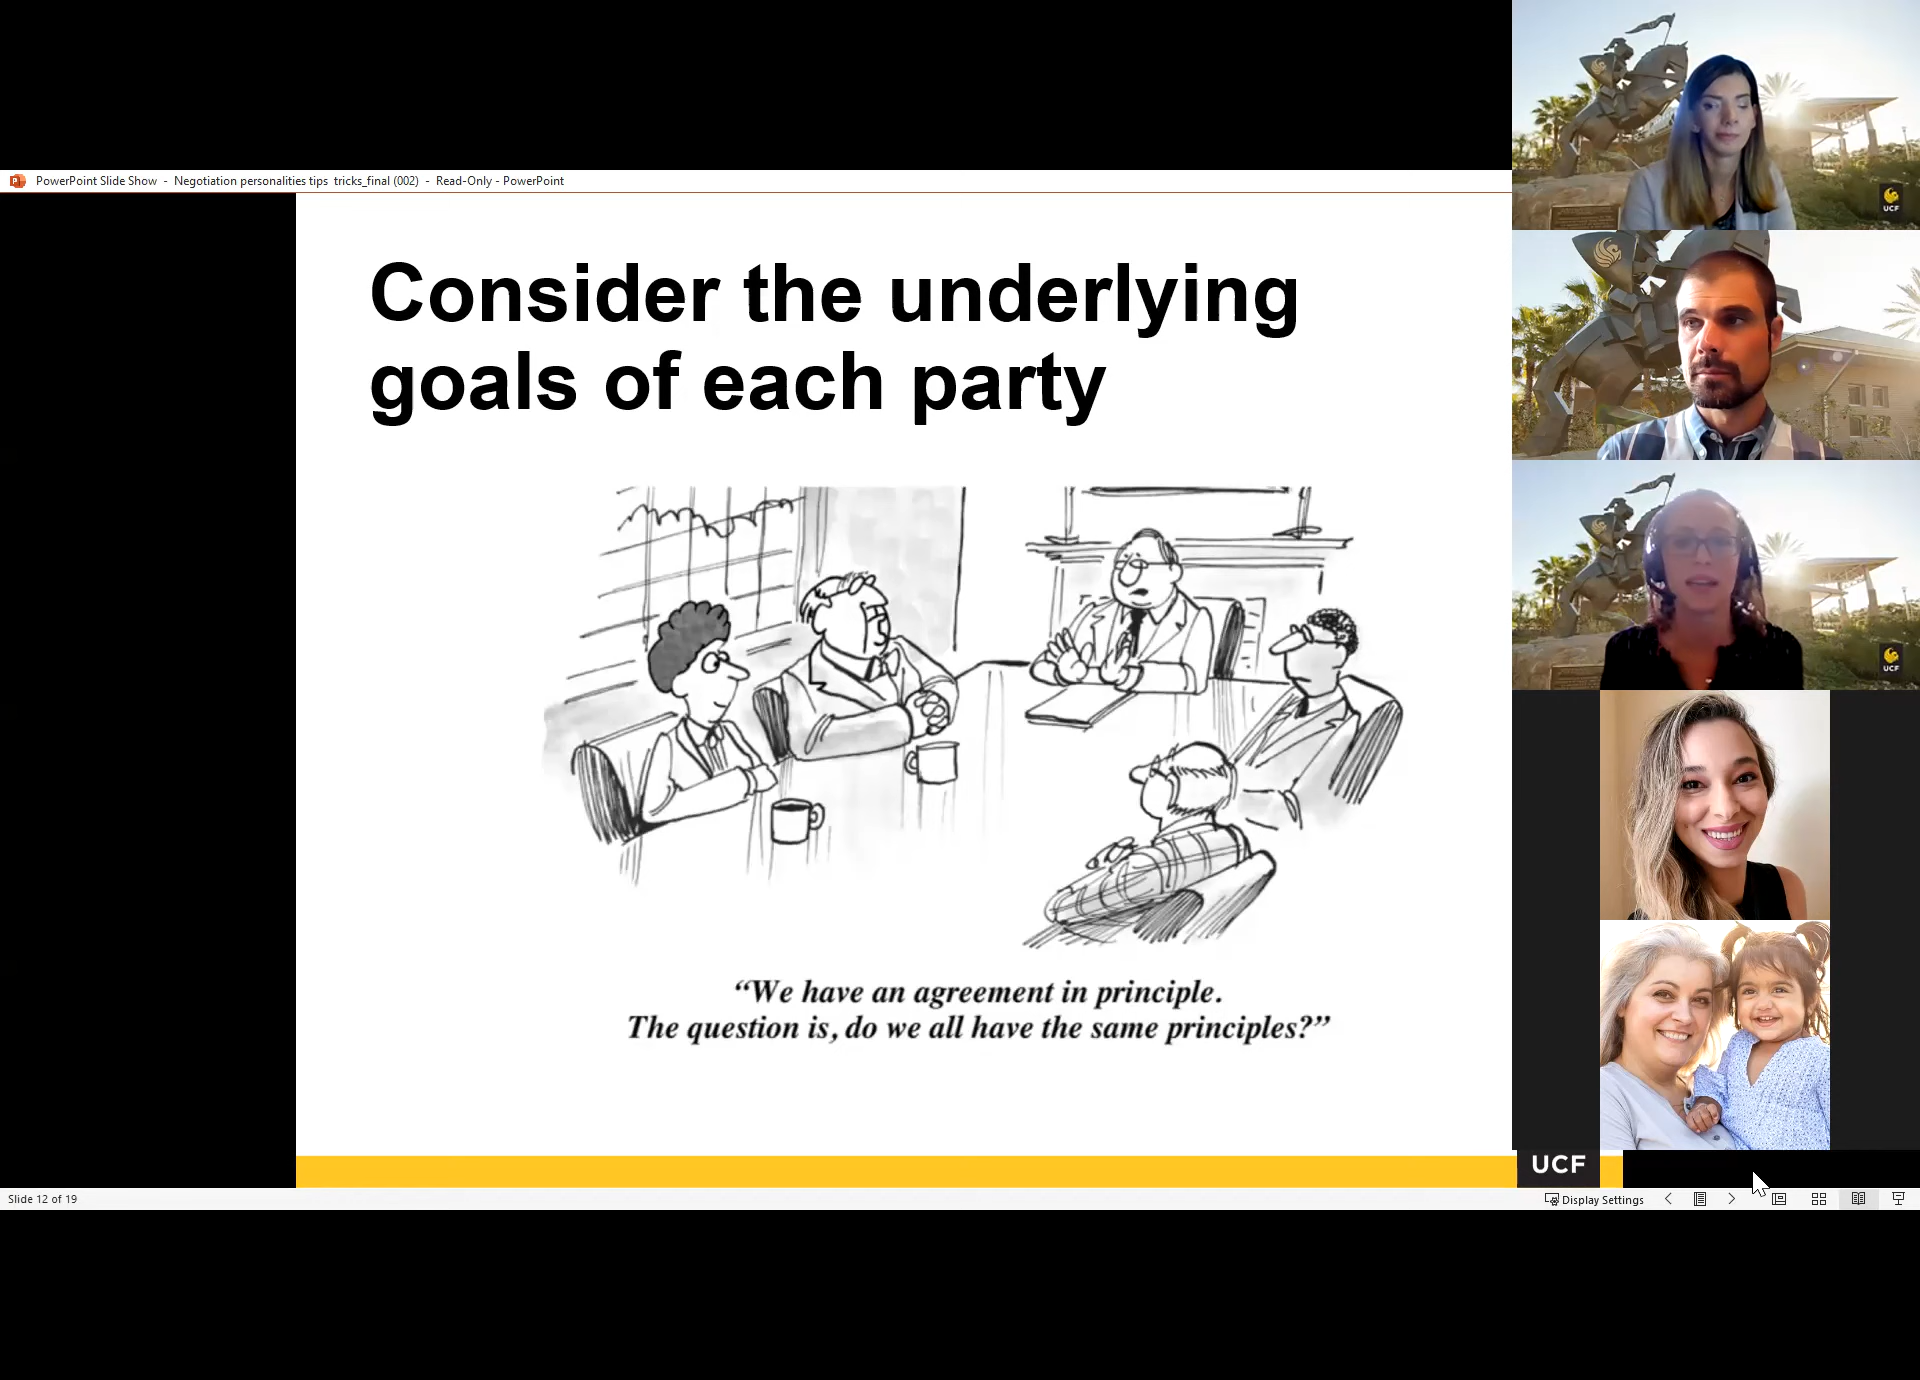 PowerPoint Slide Show - Negotiation personalities tips tricks_final (002) - Read-Only - PowerPoint
Consider the underlying
goals of each party
“We have an agreement in principle.
The question is, do we all have the same principles?”
UCF
UCF
UCF
Slide 12 of 19
Display Settings